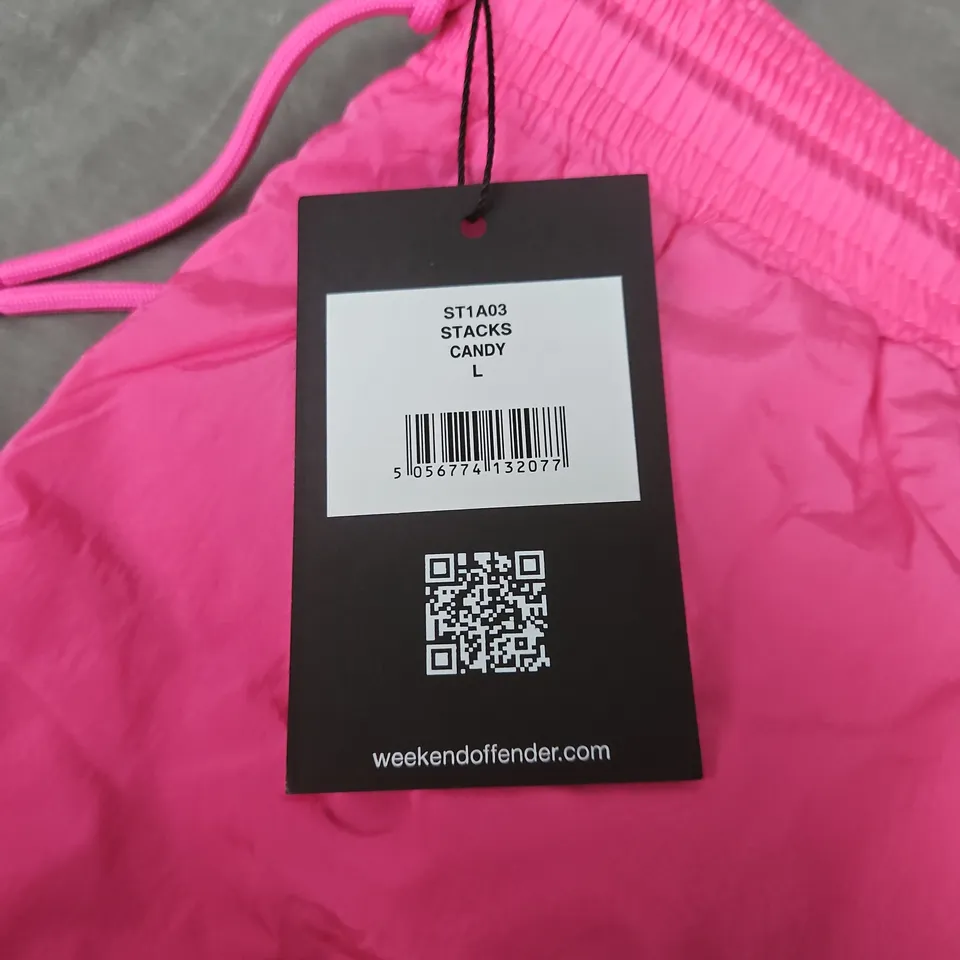 ST1A03
STACKS
CANDY
L
5 056774 132077
weekendoffender.com